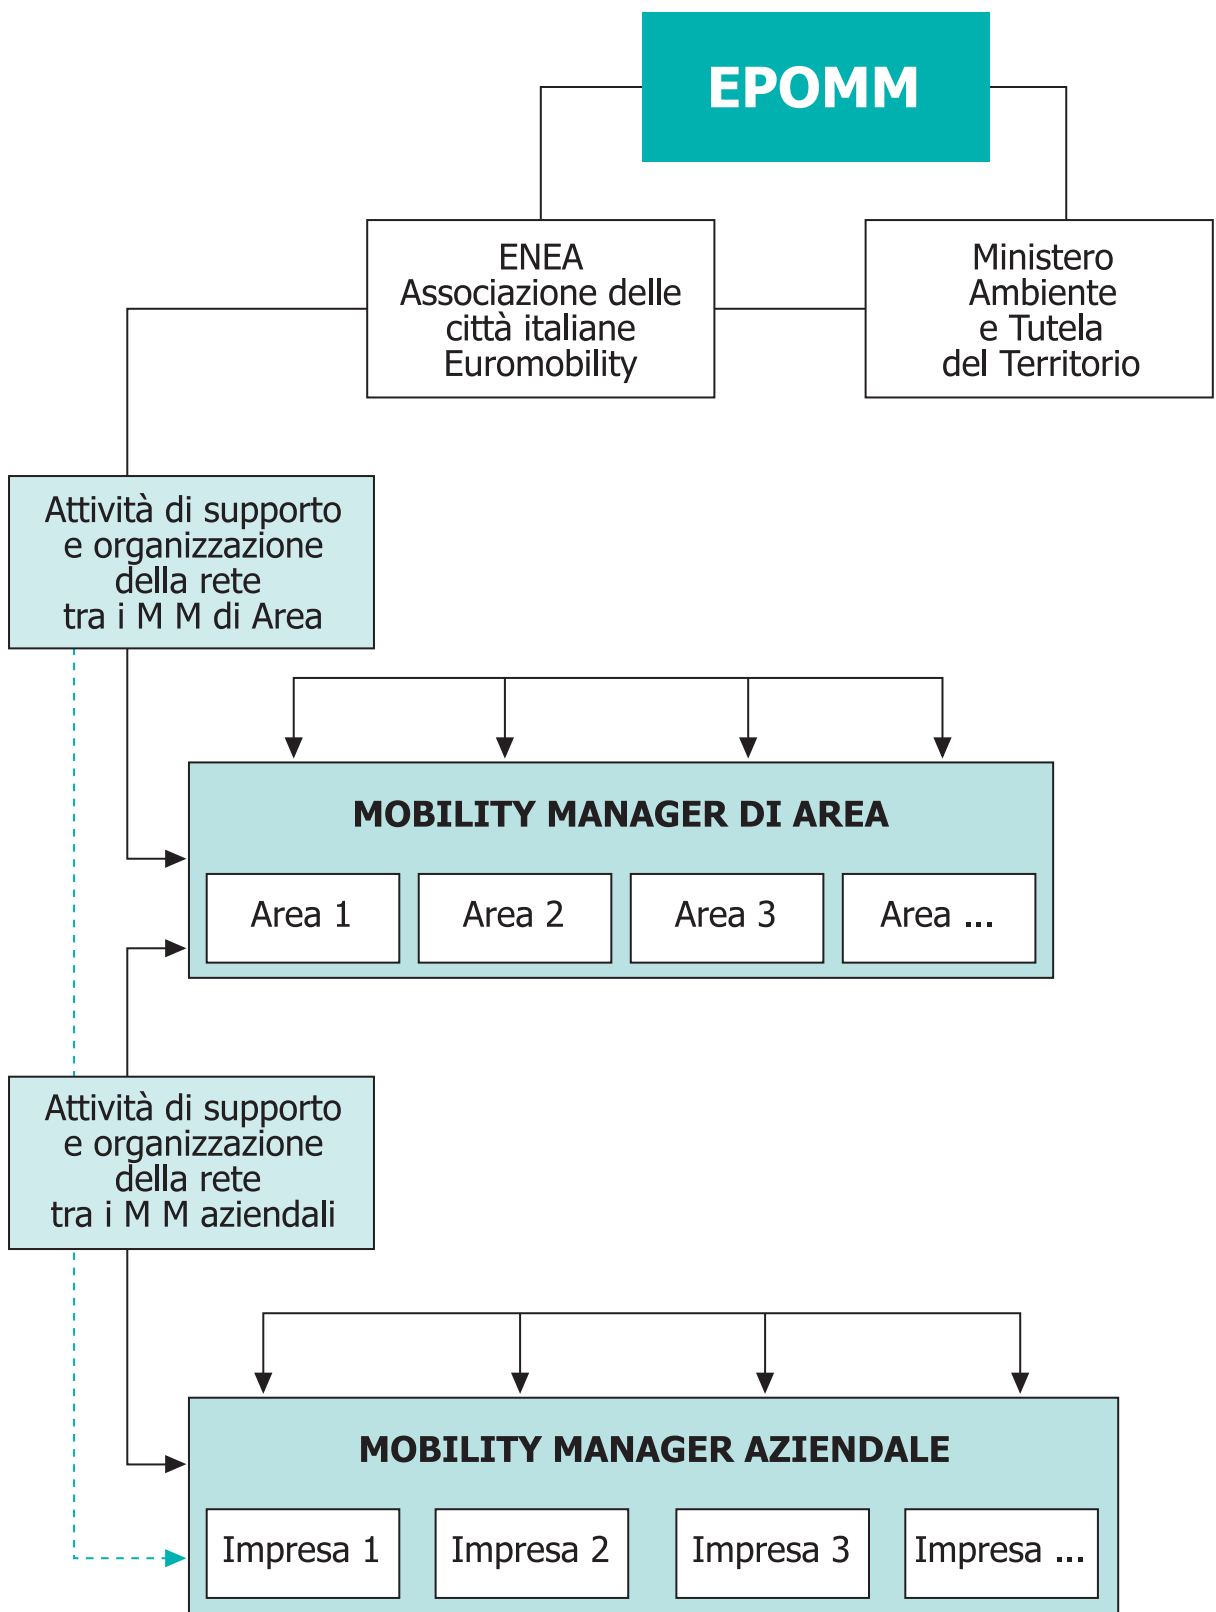 EPOMM
ENEA
Associazione delle
città italiane
Euromobility
Ministero
Ambiente
e Tutela
del Territorio
Attività di supporto
e organizzazione
della rete
tra i M M di Area
MOBILITY MANAGER DI AREA
Area 1
Area 2
Area 3
Area ...
Attività di supporto
e organizzazione
della rete
tra i M M aziendali
MOBILITY MANAGER AZIENDALE
Impresa 1
Impresa 2
Impresa 3
Impresa ...